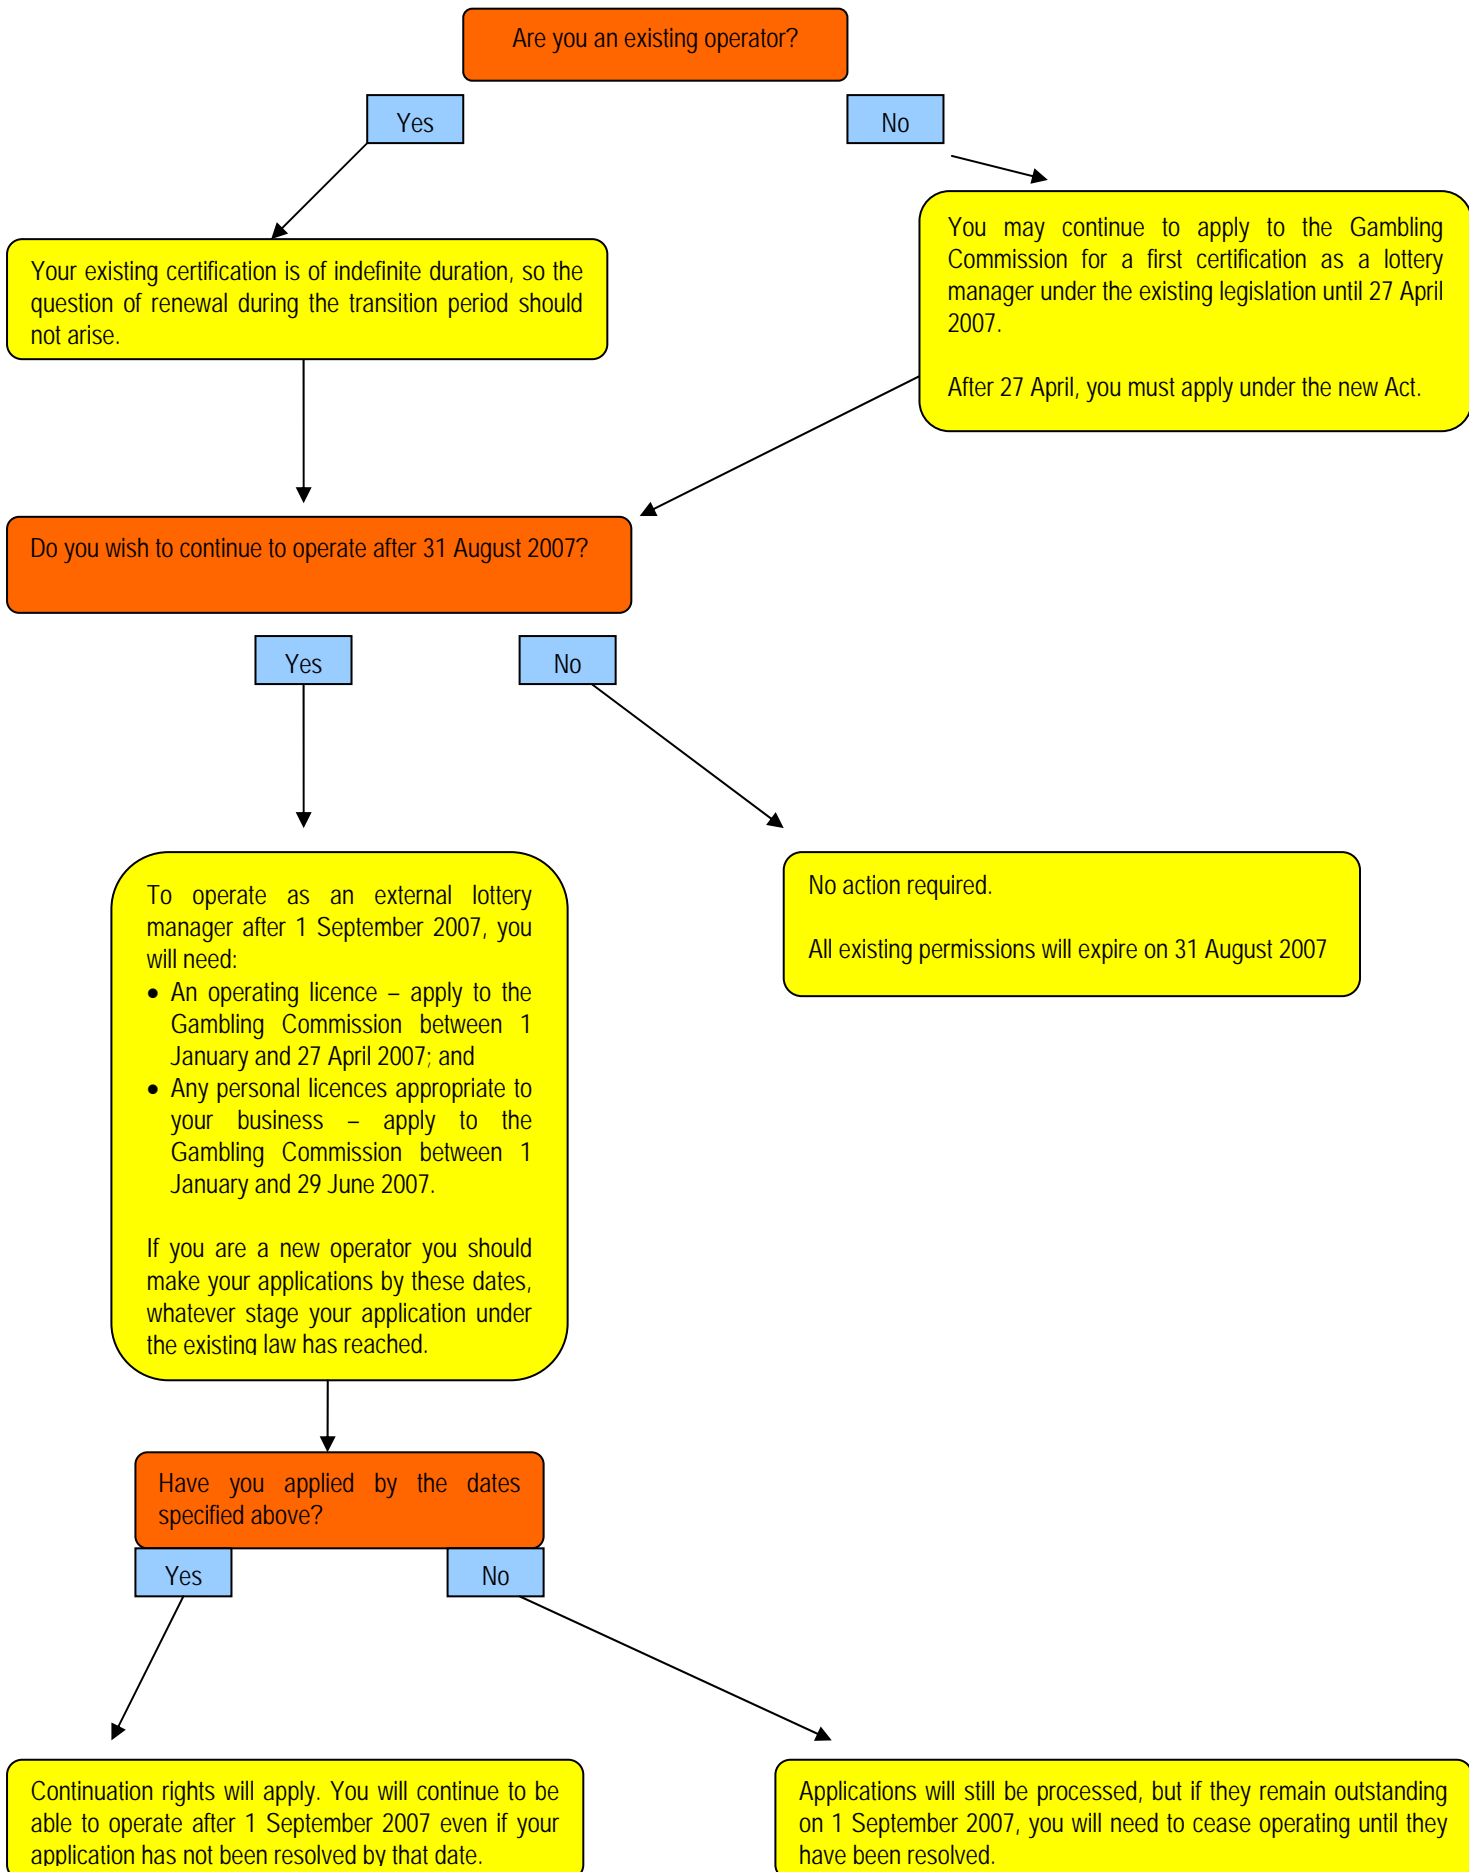 Are you an existing operator?
Yes
No
Your existing certification is of indefinite duration, so the
question of renewal during the transition period should
not arise.
You may continue to apply to the Gambling
Commission for a first certification as a lottery
manager under the existing legislation until 27 April
2007.
After 27 April, you must apply under the new Act.
Do you wish to continue to operate after 31 August 2007?
Yes
No
To operate as an external lottery
manager after 1 September 2007, you
will need:
• An operating licence – apply to the
Gambling Commission between 1
January and 27 April 2007; and
• Any personal licences appropriate to
your business – apply to the
Gambling Commission between 1
January and 29 June 2007.
If you are a new operator you should
make your applications by these dates,
whatever stage your application under
the existing law has reached.
No action required.
All existing permissions will expire on 31 August 2007
Have you applied by the dates
specified above?
Yes
No
Continuation rights will apply. You will continue to be
able to operate after 1 September 2007 even if your
application has not been resolved by that date.
Applications will still be processed, but if they remain outstanding
on 1 September 2007, you will need to cease operating until they
have been resolved.